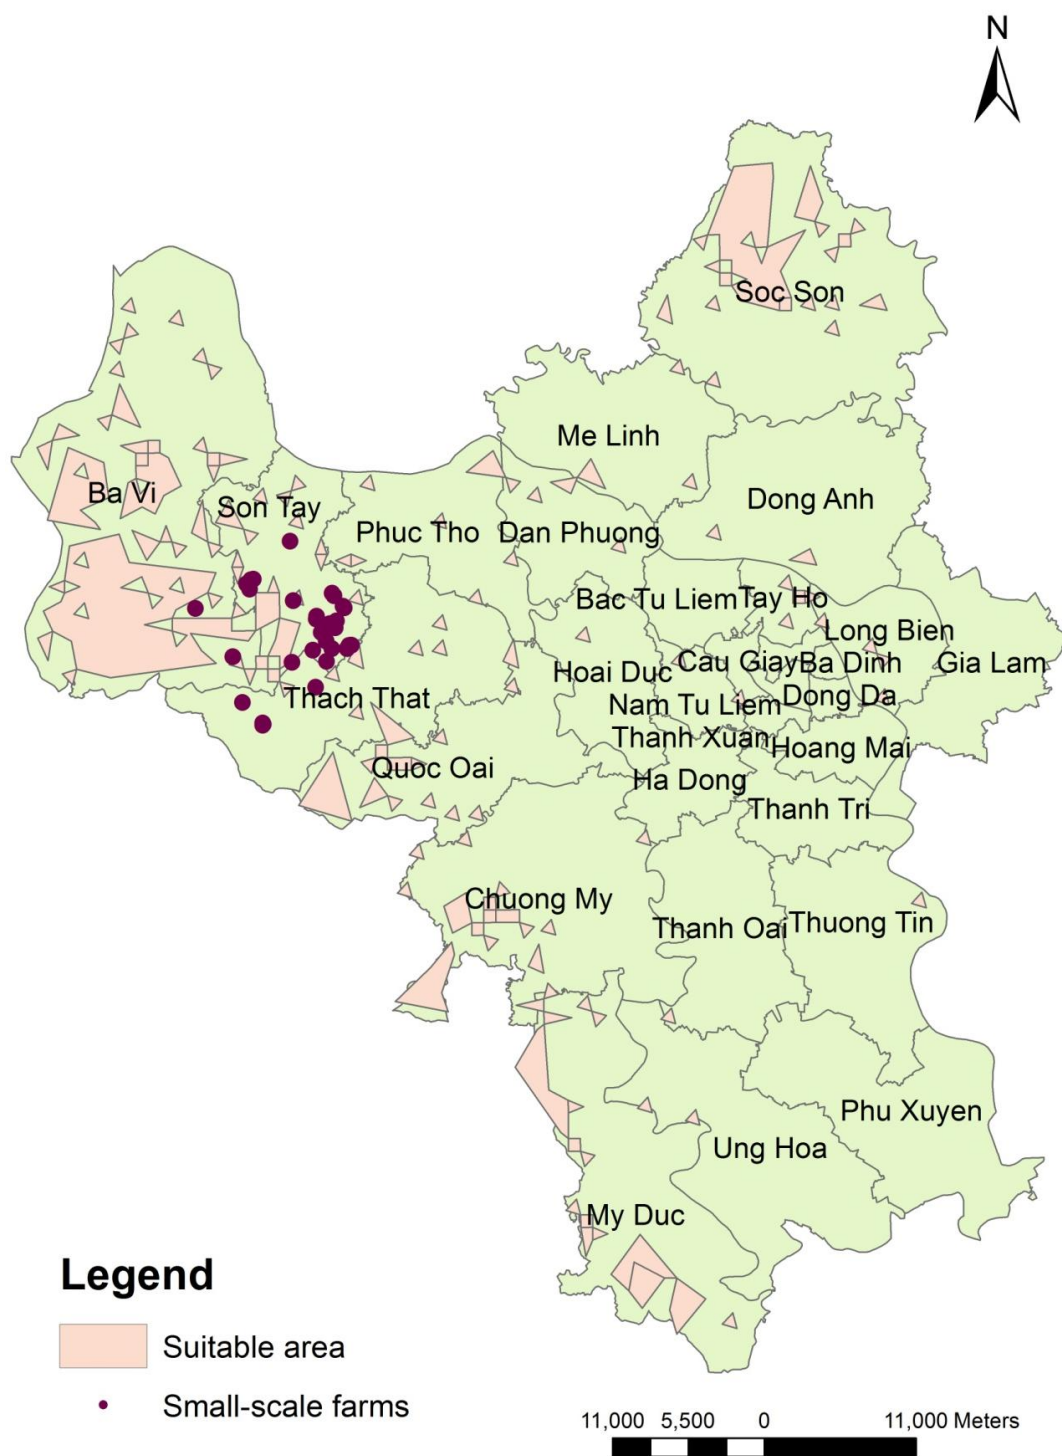 N
Soc Son
Me Linh
Ba Vi
Son Tay
Dong Anh
Phuc Tho
Dan Phuong
Bac Tu Liem
Tay Ho
Long Bien
Hoai Duc
Cau Giay
Ba Dinh
Gia Lam
Thach That
Nam Tu Liem
Dong Da
Thanh Xuan
Hoang Mai
Quoc Oai
Ha Dong
Thanh Tri
Chuong My
Thanh Oai
Thuong Tin
Phu Xuyen
Ung Hoa
My Duc
Legend
Suitable area
Small-scale farms
11,000 5,500 0 11,000 Meters